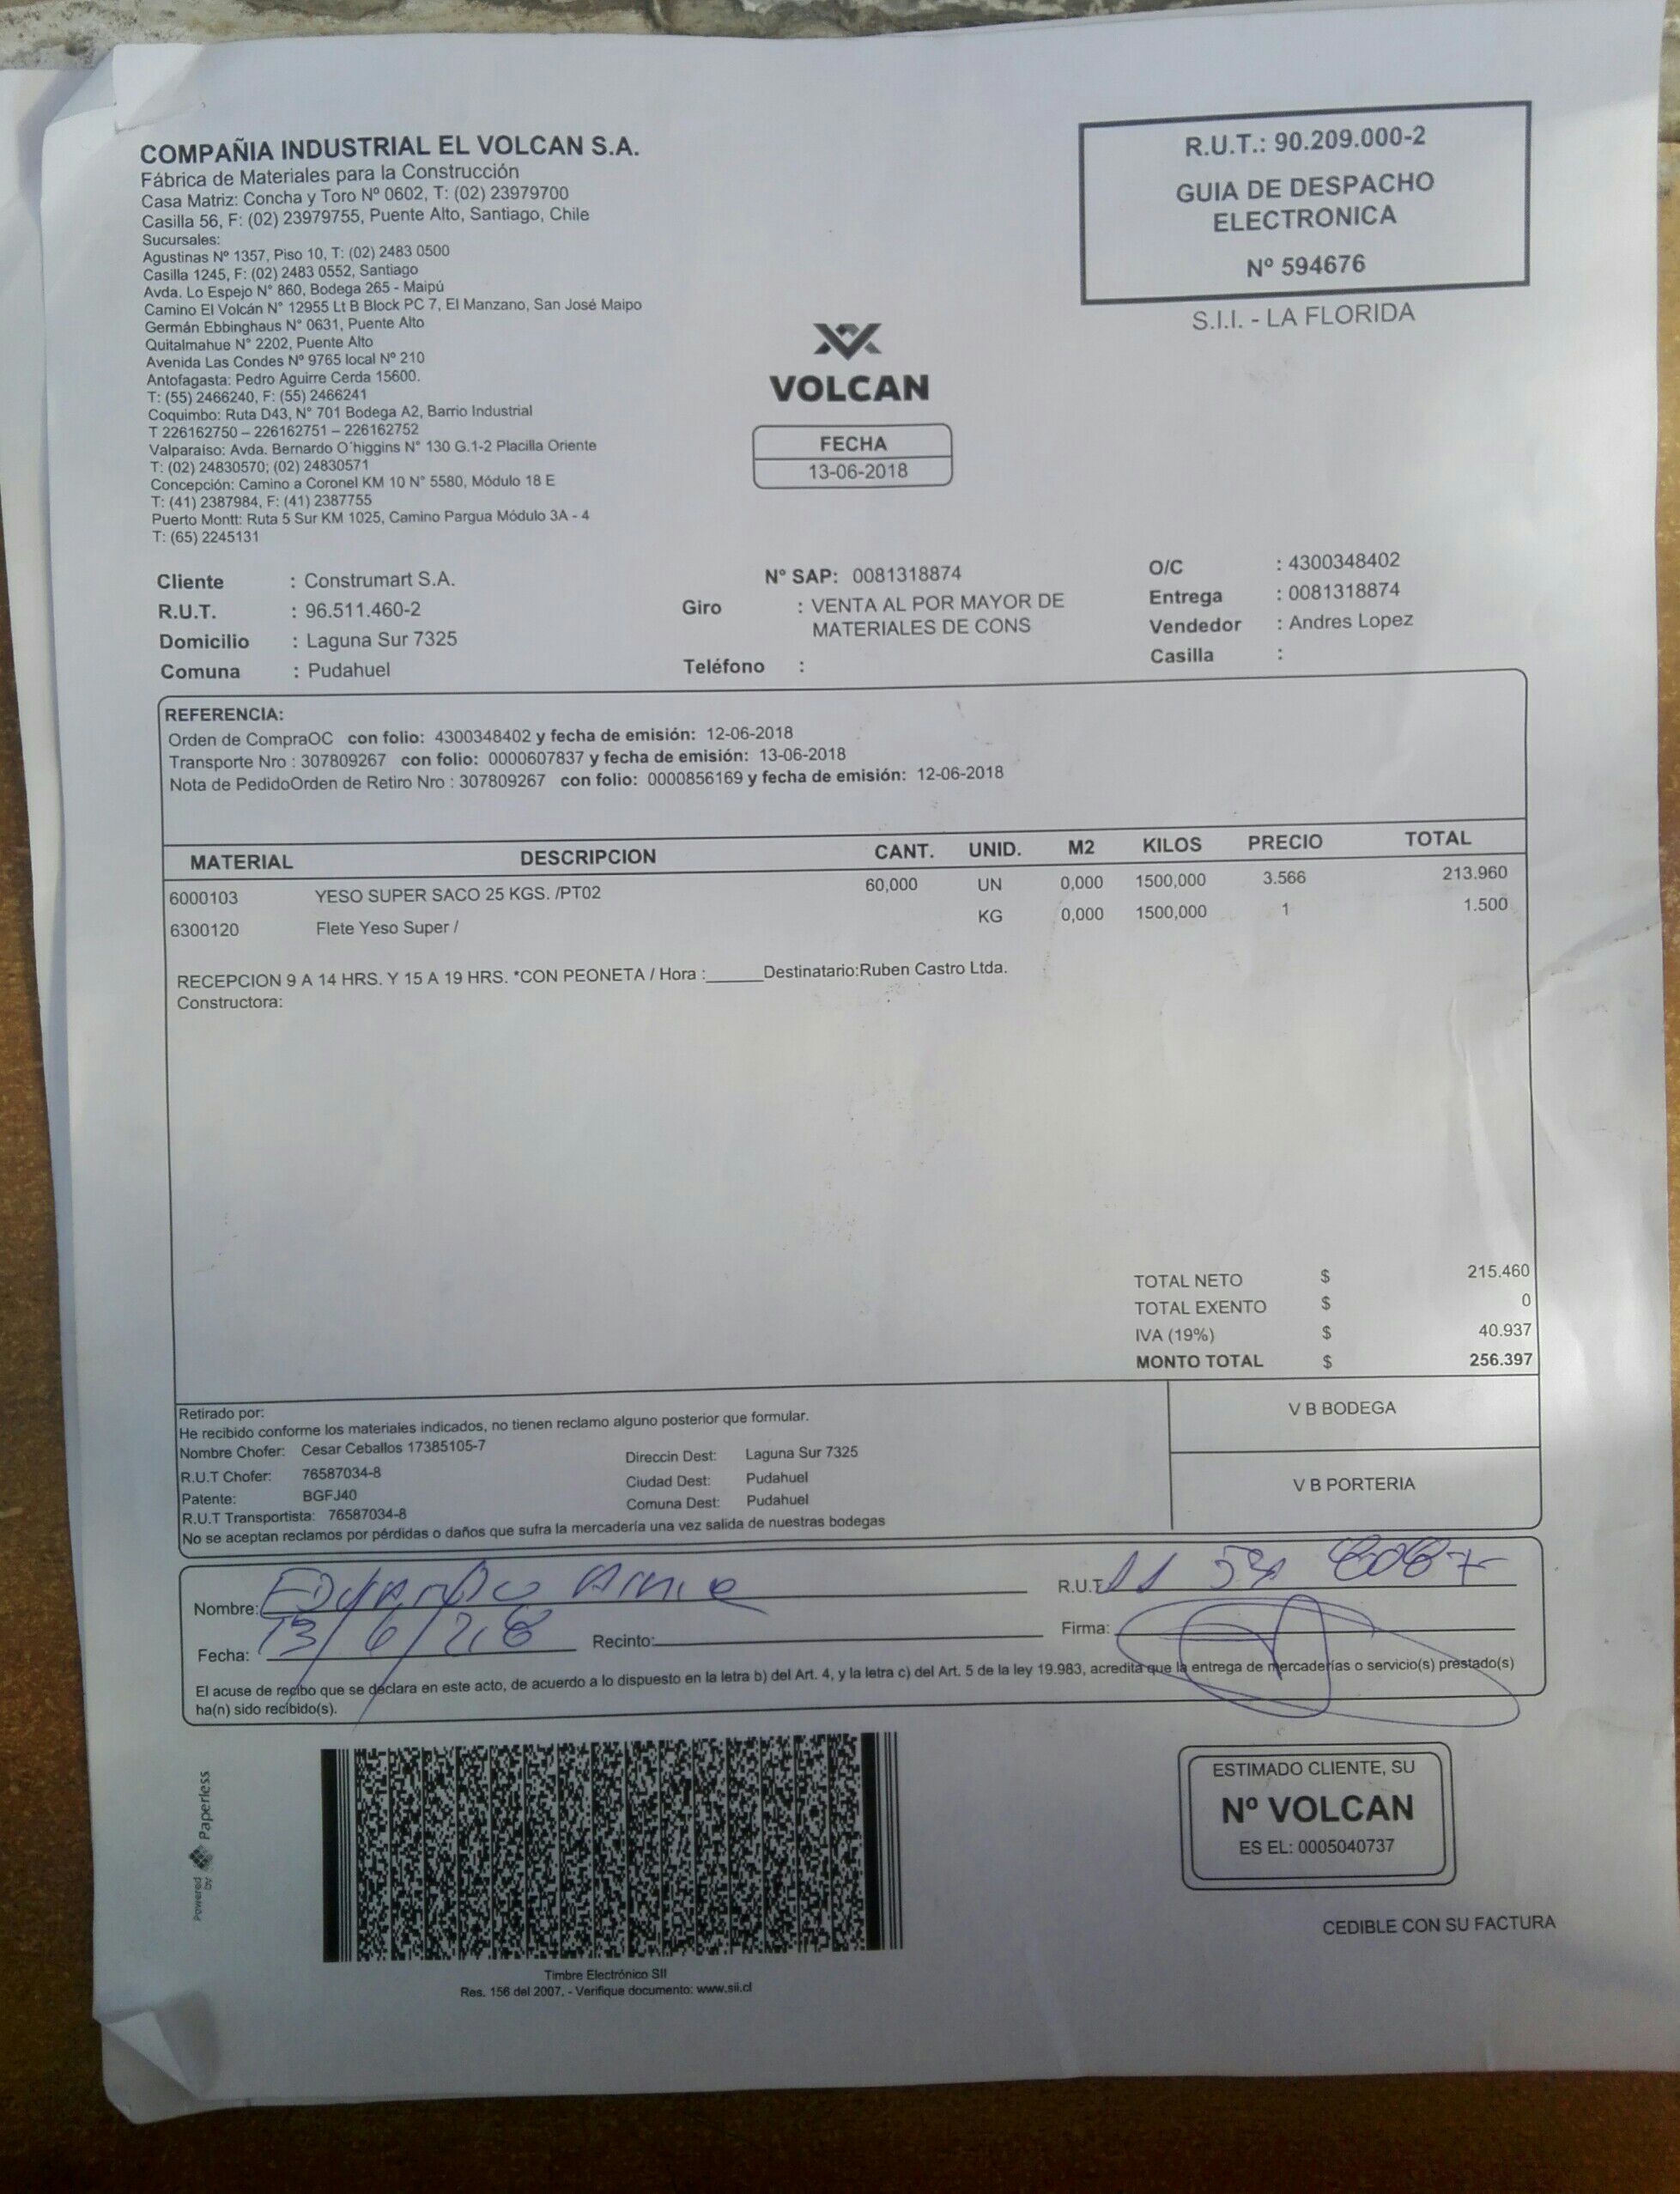 COMPAÑIA INDUSTRIAL EL VOLCAN S.A.
Fábrica de Materiales para la Construcción
Casa Matriz: Concha y Toro Nº 0602, T: (02) 23979700
Casilla 56, F: (02) 23979755, Puente Alto, Santiago, Chile
Sucursales:
Agustinas Nº 1357, Piso 10, T: (02) 2483 0500
Casilla 1245, F: (02) 2483 0552, Santiago
Avda. Lo Espejo N° 860, Bodega 265 - Maipú
Camino El Volcán N° 12955 Lt B Block PC 7, El Manzano, San José Maipo
Germán Ebbinghaus N° 0631, Puente Alto
Quitalmahue N° 2202, Puente Alto
Avenida Las Condes Nº 9765 local Nº 210
Antofagasta: Pedro Aguirre Cerda 15600.
T: (55) 2466240, F: (55) 2466241
Coquimbo: Ruta D43, N° 701 Bodega A2, Barrio Industrial
T 226162750 – 226162751 – 226162752
Valparaiso: Avda. Bernardo O´higgins N° 130 G.1-2 Placilla Oriente
T: (02) 24830570; (02) 24830571
Concepción: Camino a Coronel KM 10 N° 5580, Módulo 18 E
T: (41) 2387984, F: (41) 2387755
Puerto Montt: Ruta 5 Sur KM 1025, Camino Pargua Módulo 3A - 4
T: (65) 2245131
VOLCAN
FECHA
13-06-2018
R.U.T.: 90.209.000-2
GUIA DE DESPACHO
ELECTRONICA
Nº 594676
S.I.I. - LA FLORIDA
Cliente : Construmart S.A. N° SAP: 0081318874 O/C : 4300348402
R.U.T. : 96.511.460-2 Giro : VENTA AL POR MAYOR DE Entrega : 0081318874
Domicilio : Laguna Sur 7325 MATERIALES DE CONS Vendedor : Andres Lopez
Comuna : Pudahuel Teléfono : Casilla :
REFERENCIA:
Orden de CompraOC con folio: 4300348402 y fecha de emisión: 12-06-2018
Transporte Nro : 307809267 con folio: 0000607837 y fecha de emisión: 13-06-2018
Nota de PedidoOrden de Retiro Nro : 307809267 con folio: 0000856169 y fecha de emisión: 12-06-2018
MATERIAL DESCRIPCION CANT. UNID. M2 KILOS PRECIO TOTAL
6000103 YESO SUPER SACO 25 KGS. /PT02 60,000 UN 0,000 1500,000 3.566 213.960
6300120 Flete Yeso Super / KG 0,000 1500,000 1 1.500
RECEPCION 9 A 14 HRS. Y 15 A 19 HRS. *CON PEONETA / Hora :______Destinatario:Ruben Castro Ltda.
Constructora:
TOTAL NETO $ 215.460
TOTAL EXENTO $ 0
IVA (19%) $ 40.937
MONTO TOTAL $ 256.397
Retirado por:
He recibido conforme los materiales indicados, no tienen reclamo alguno posterior que formular.
Nombre Chofer: Cesar Ceballos 17385105-7 Direccin Dest: Laguna Sur 7325
R.U.T Chofer: 76587034-8 Ciudad Dest: Pudahuel
Patente: BGFJ40 Comuna Dest: Pudahuel
R.U.T Transportista: 76587034-8
No se aceptan reclamos por pérdidas o daños que sufra la mercadería una vez salida de nuestras bodegas
V B BODEGA
V B PORTERIA
Nombre: R.U.T
Fecha: Recinto: Firma:
El acuse de recibo que se declara en este acto, de acuerdo a lo dispuesto en la letra b) del Art. 4, y la letra c) del Art. 5 de la ley 19.983, acredita que la entrega de mercaderías o servicio(s) prestado(s)
ha(n) sido recibido(s).
Powered by Paperless
Timbre Electrónico SII
Res. 156 del 2007. - Verifique documento: www.sii.cl
ESTIMADO CLIENTE, SU
Nº VOLCAN
ES EL: 0005040737
CEDIBLE CON SU FACTURA